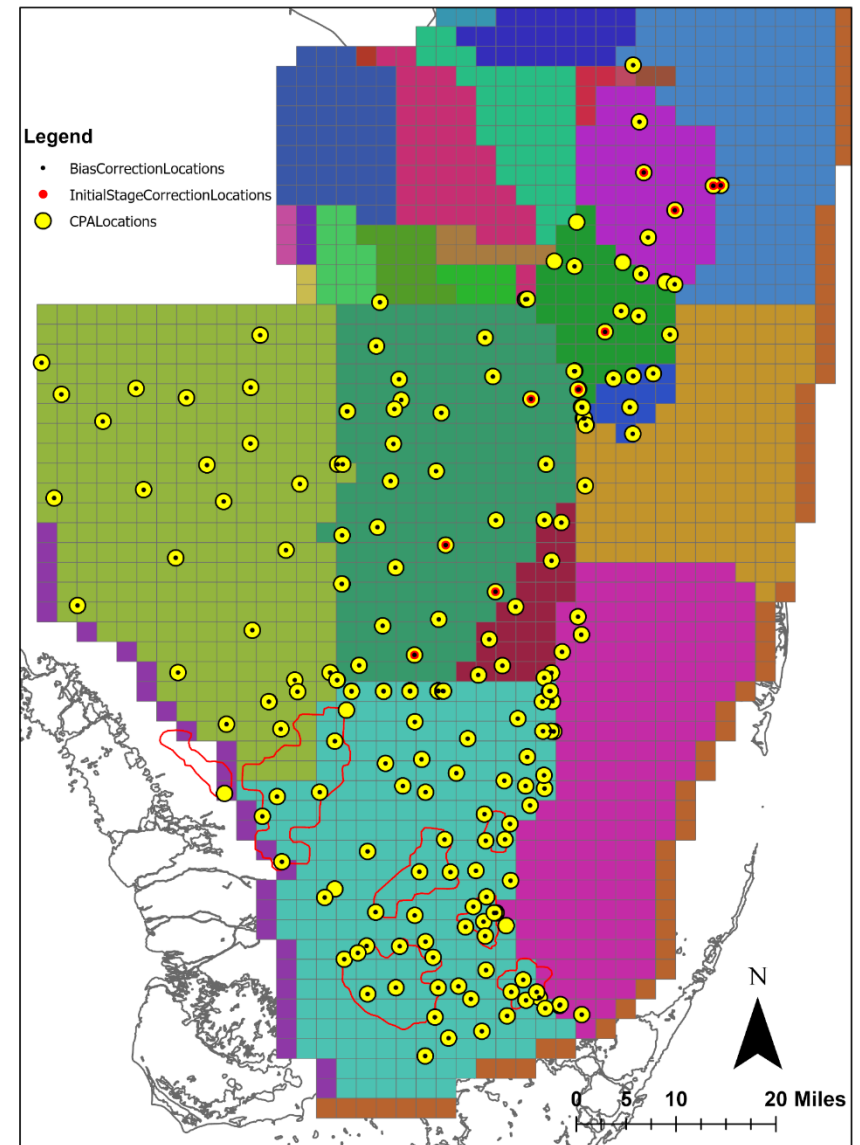 Legend
BiasCorrectionLocations
InitialStageCorrectionLocations
CPALocations
N
0 5 10 20 Miles